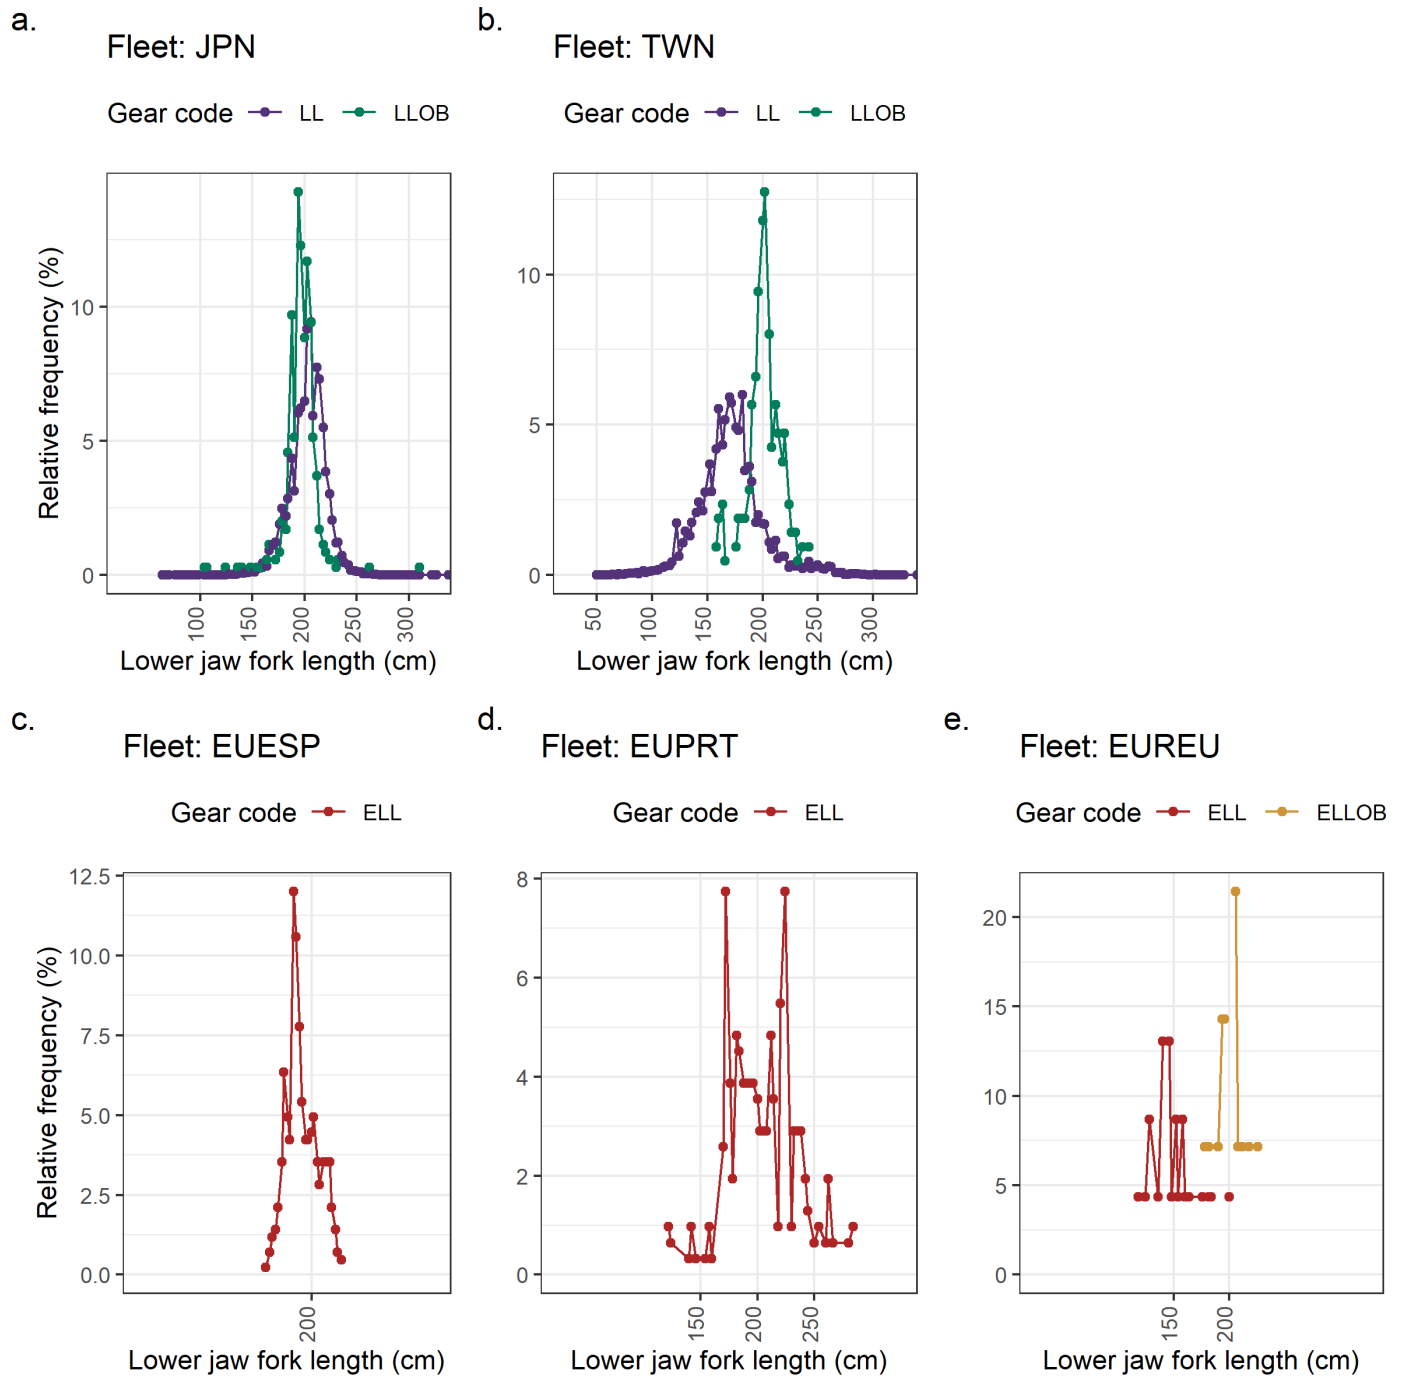 a.
Fleet: JPN
Gear code LL LLOB
Relative frequency (%)
10
5
0
100 150 200 250 300
Lower jaw fork length (cm)
b.
Fleet: TWN
Gear code LL LLOB
10
5
0
50 100 150 200 250 300
Lower jaw fork length (cm)
c.
Fleet: EUESP
Gear code ELL
Relative frequency (%)
12.5
10.0
7.5
5.0
2.5
0.0
200
Lower jaw fork length (cm)
d.
Fleet: EUPRT
Gear code ELL
8
6
4
2
0
150 200 250
Lower jaw fork length (cm)
e.
Fleet: EUREU
Gear code ELL ELLOB
20
15
10
5
0
150 200
Lower jaw fork length (cm)